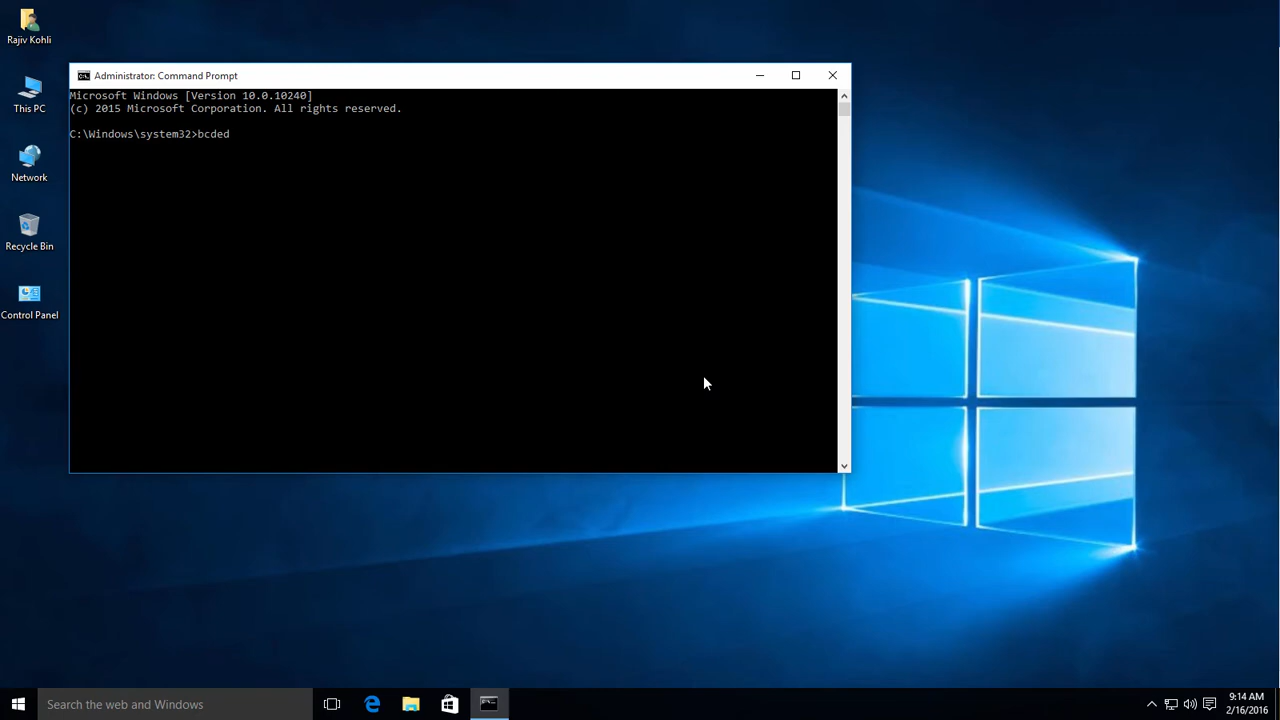 Rajiv Kohli
This PC
Network
Recycle Bin
Control Panel
Administrator: Command Prompt
Microsoft Windows [Version 10.0.10240]
(c) 2015 Microsoft Corporation. All rights reserved.
C:\Windows\system32>bcded
Search the web and Windows
9:14 AM
2/16/2016